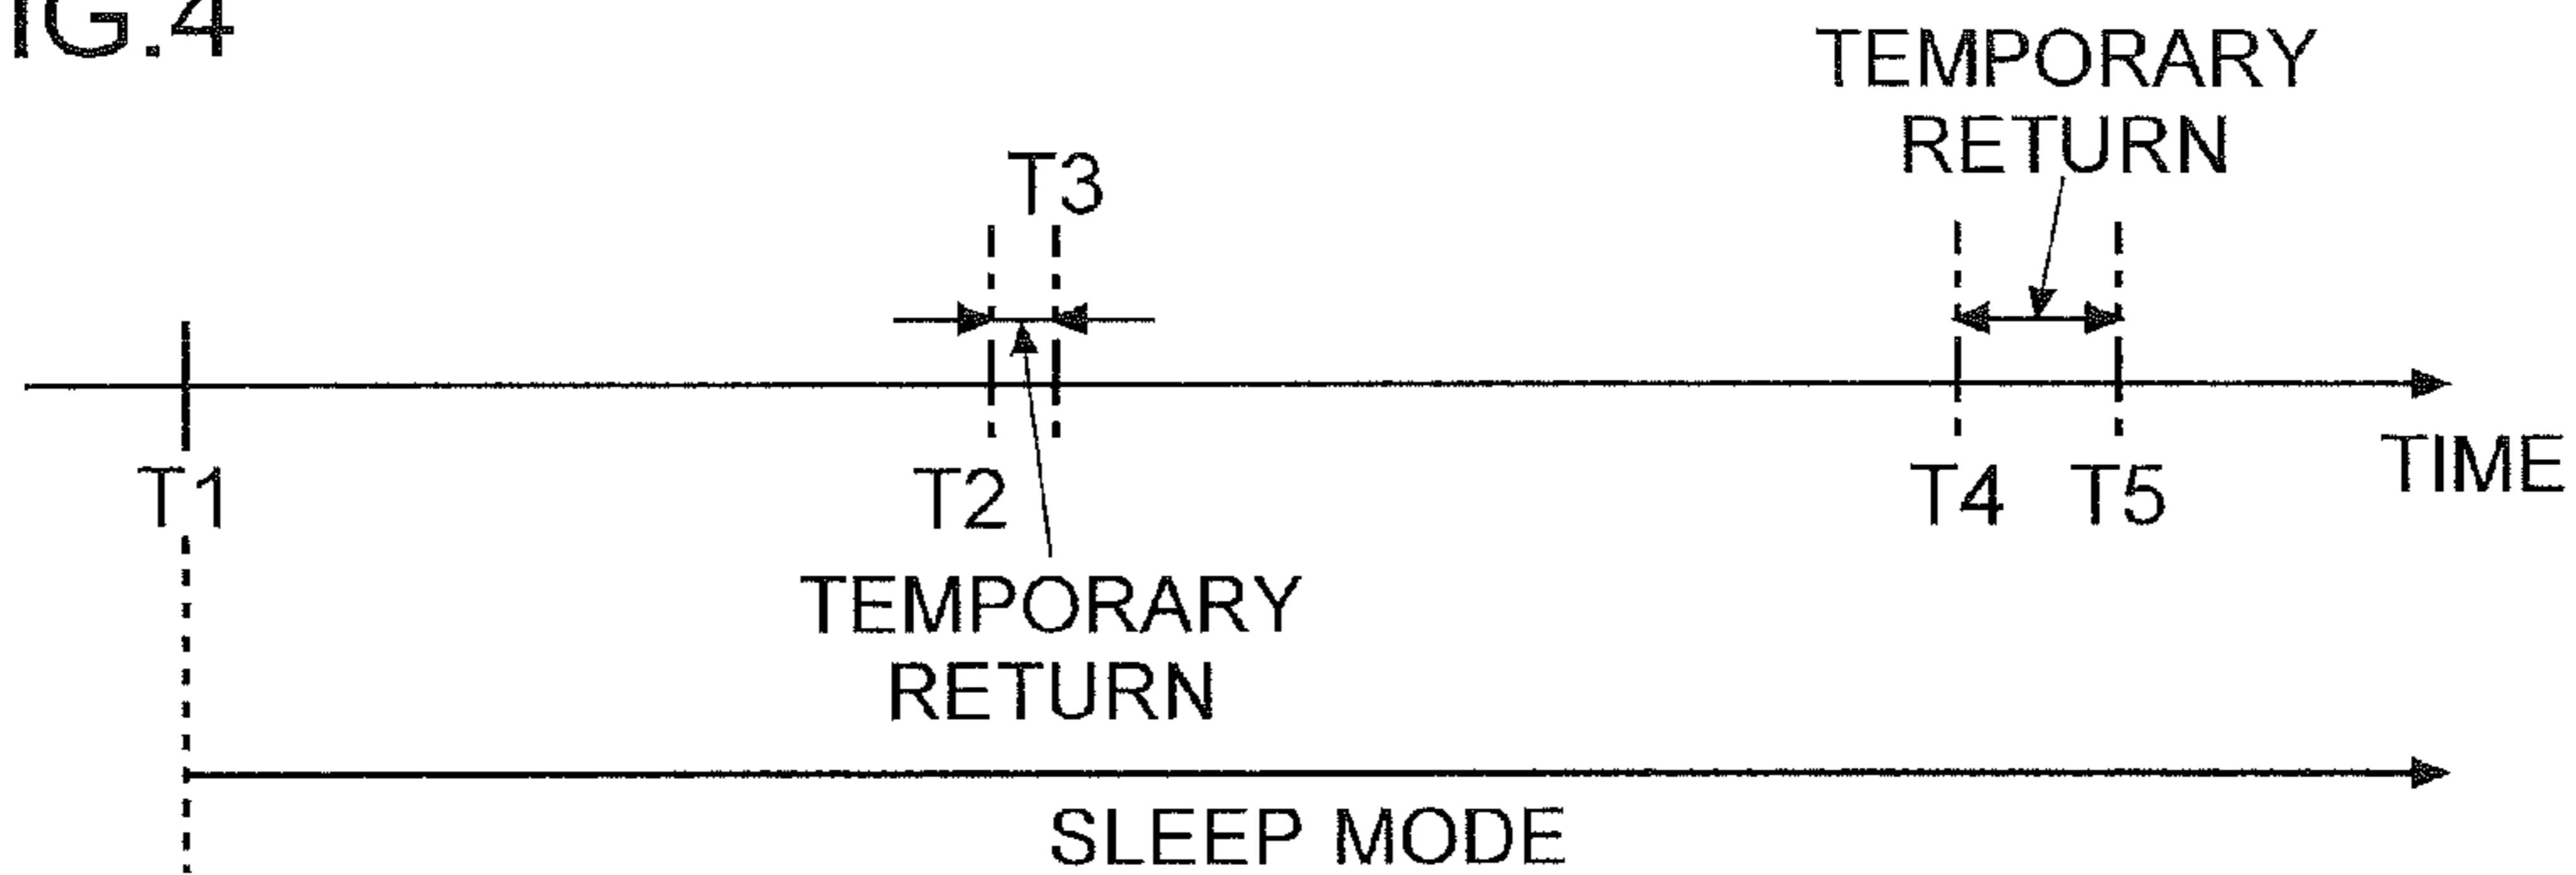 IG.4
TEMPORARY
RETURN
T3
T1
T2
T4
T5
TIME
TEMPORARY
RETURN
SLEEP MODE